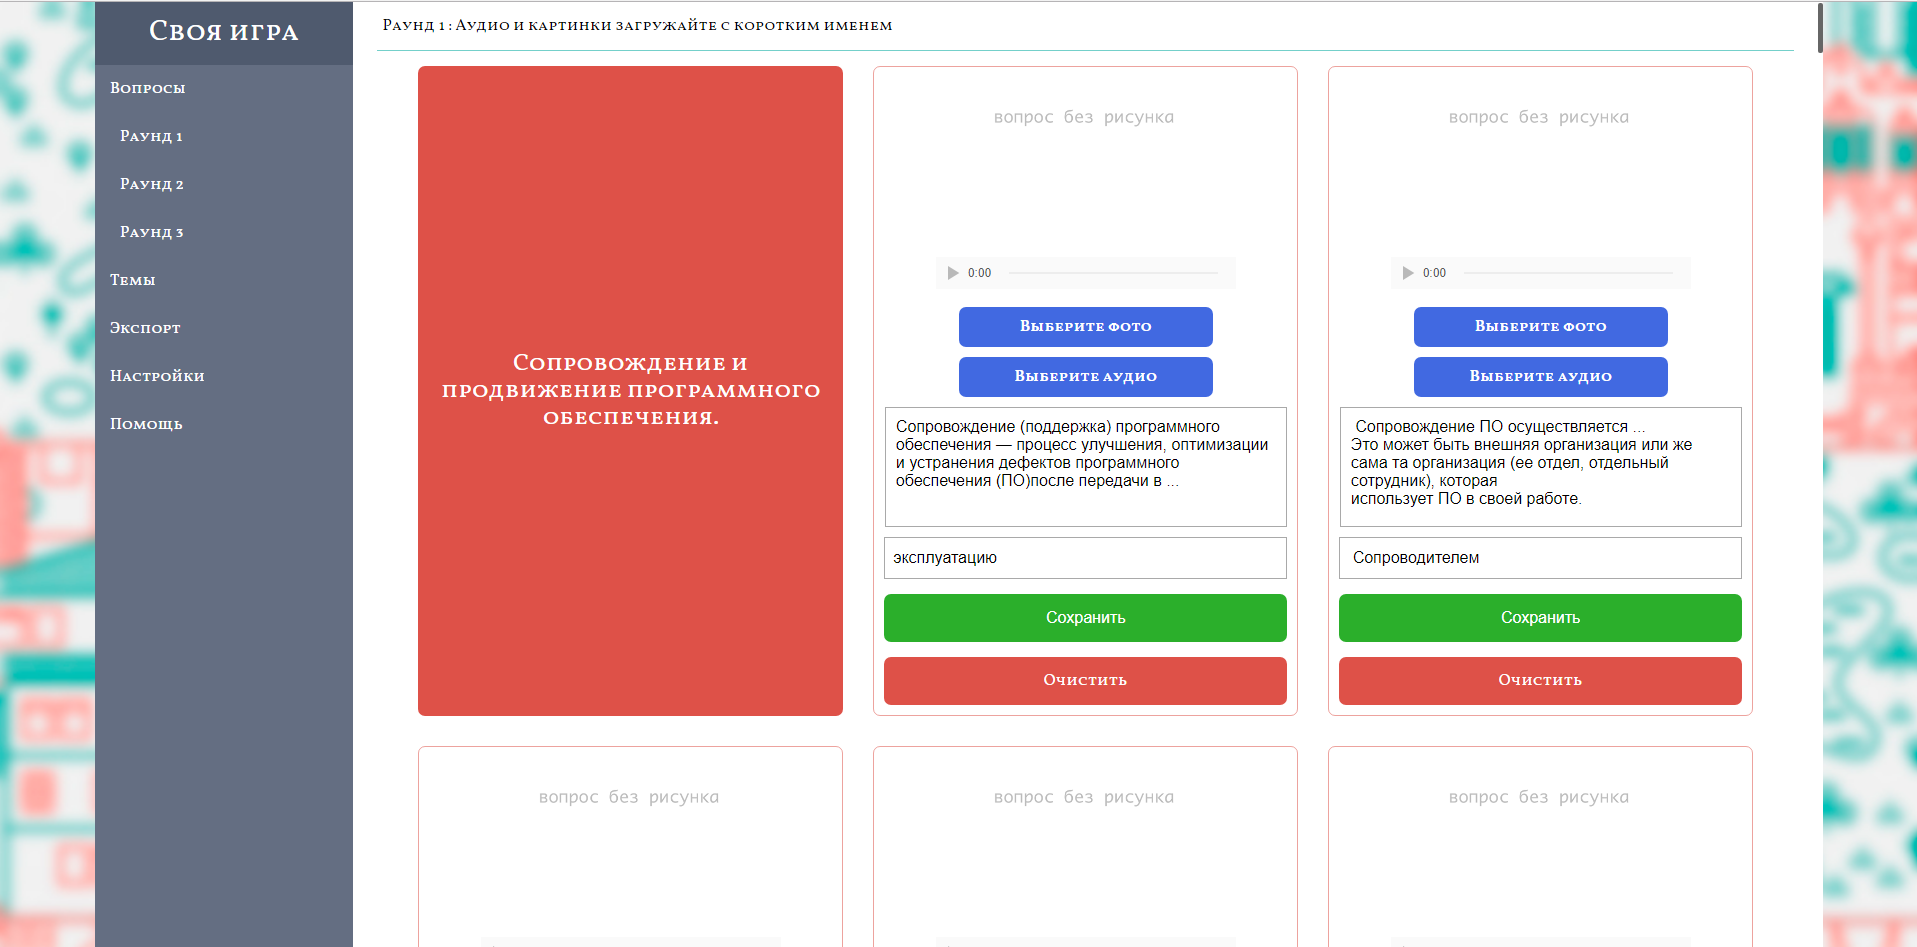 Своя игра
Вопросы
Раунд 1
Раунд 2
Раунд 3
Темы
Экспорт
Настройки
Помощь
Раунд 1 : Аудио и картинки загружайте с коротким именем
Сопровождение и
продвижение программного
обеспечения.
вопрос без рисунка
0:00
Выберите фото
Выберите аудио
Сопровождение (поддержка) программного
обеспечения — процесс улучшения, оптимизации
и устранения дефектов программного
обеспечения (ПО)после передачи в ...
эксплуатацию
Сохранить
Очистить
вопрос без рисунка
0:00
Выберите фото
Выберите аудио
Сопровождение ПО осуществляется ...
Это может быть внешняя организация или же
сама та организация (ее отдел, отдельный
сотрудник), которая
использует ПО в своей работе.
Сопроводителем
Сохранить
Очистить
вопрос без рисунка
вопрос без рисунка
вопрос без рисунка